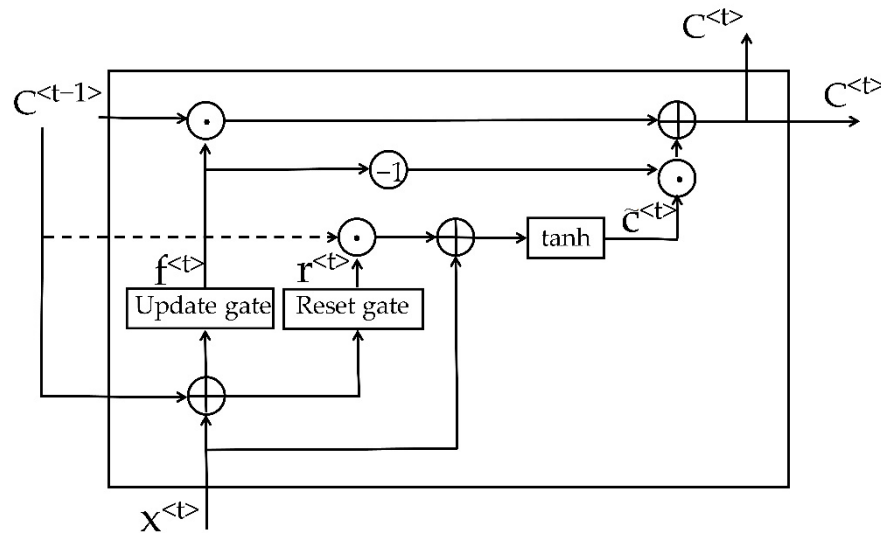 C<t>
C<t−1>
C<t>
−1
c̃<t>
tanh
f<t>
r<t>
Update gate
Reset gate
x<t>